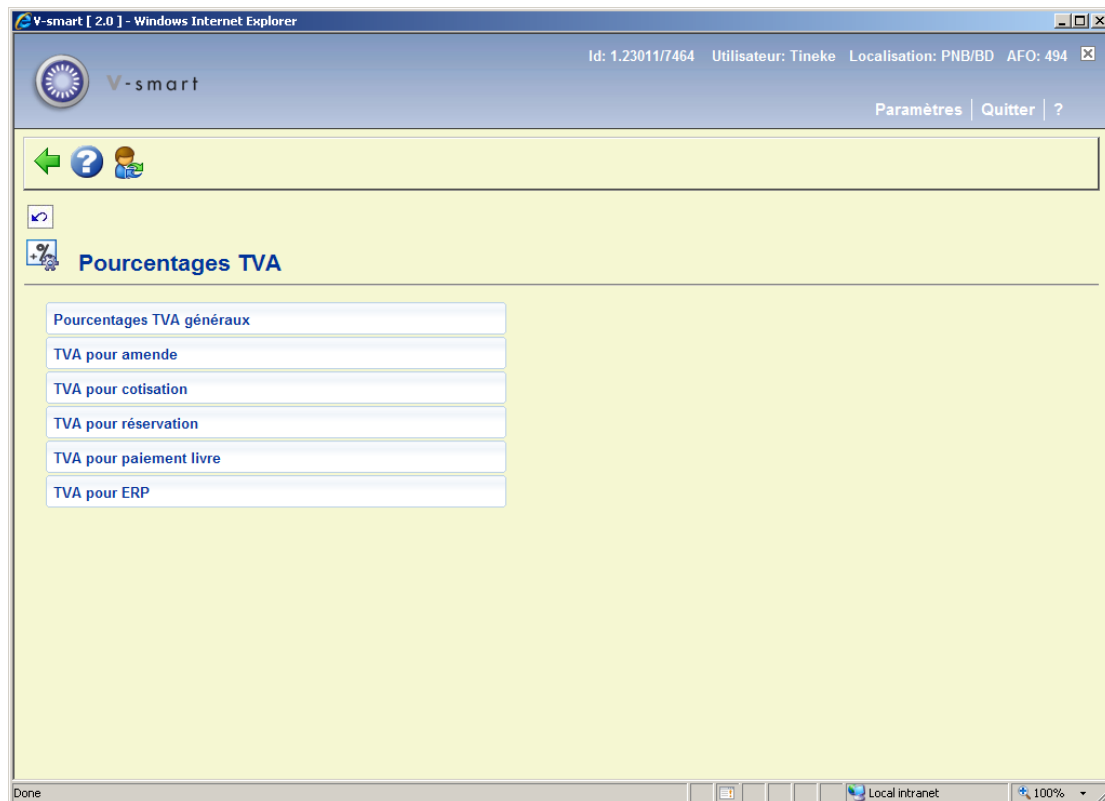 V-smart [ 2.0 ] - Windows Internet Explorer
Id: 1.23011/7464 Utilisateur: Tineke Localisation: PNB/BD AFO: 494
V-smart
Paramètres | Quitter | ?
Pourcentages TVA
Pourcentages TVA généraux
TVA pour amende
TVA pour cotisation
TVA pour réservation
TVA pour paiement livre
TVA pour ERP
Done Local intranet 100%